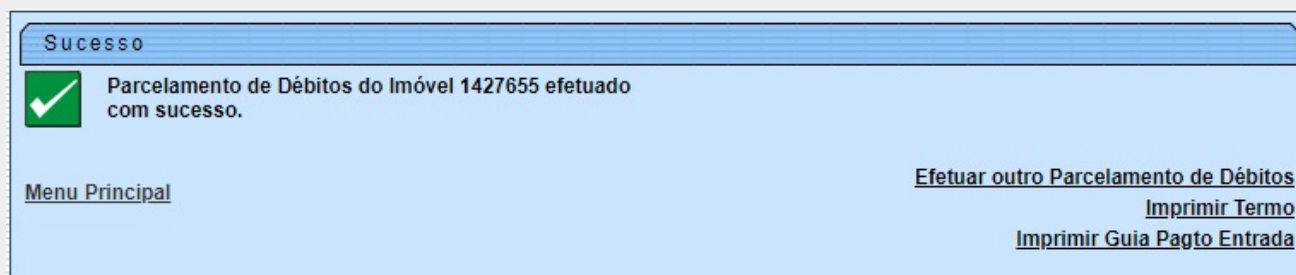 Sucesso
Parcelamento de Débitos do Imóvel 1427655 efetuado
com sucesso.
Menu Principal
Efetuar outro Parcelamento de Débitos
Imprimir Termo
Imprimir Guia Pagto Entrada